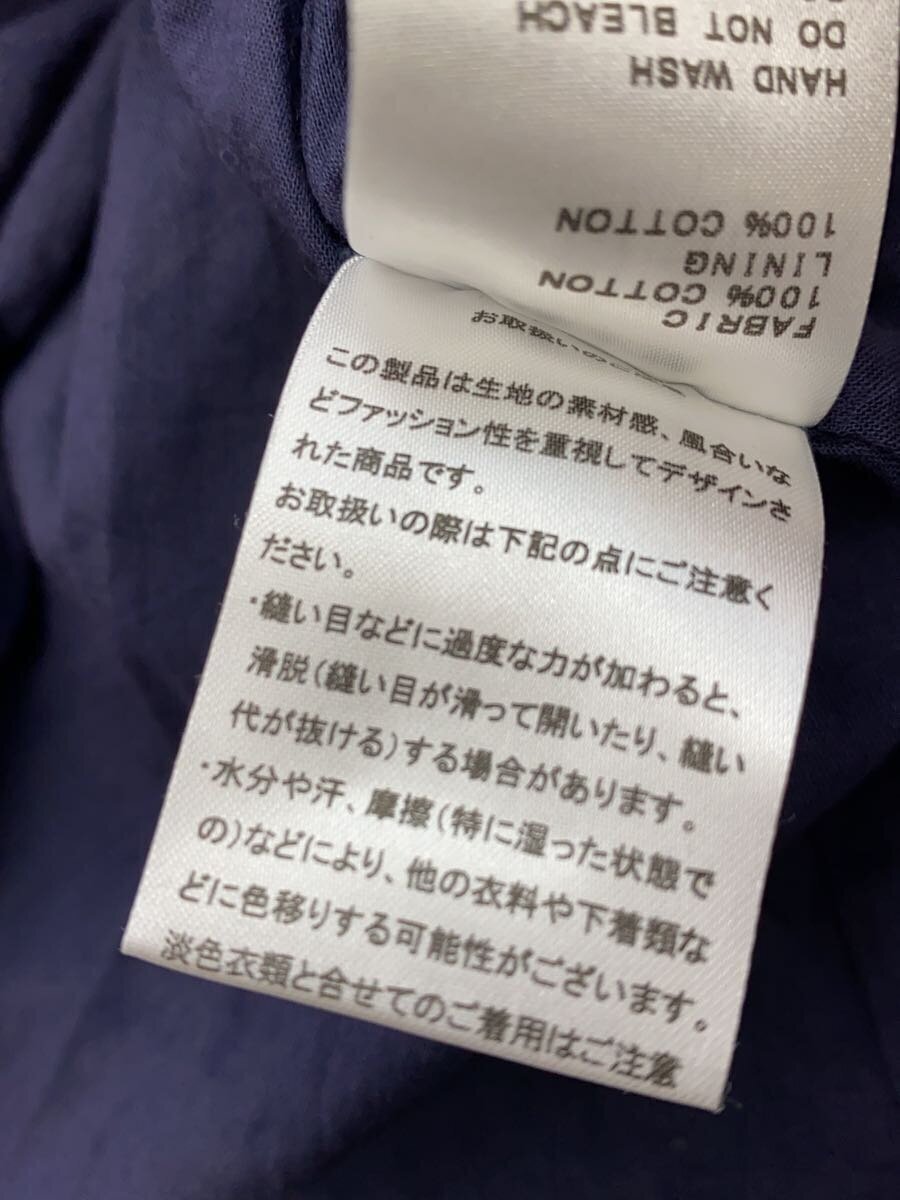 FABRIC
100% COTTON
LINING
100% COTTON
HAND WASH
DO NOT BLEACH
お取扱いの
この製品は生地の素材感、風合いな
どファッション性を重視してデザインさ
れた商品です。
お取扱いの際は下記の点にご注意く
ださい。
・縫い目などに過度な力が加わると、
滑脱(縫い目が滑って開いたり、縫い
代が抜ける)する場合があります。
・水分や汗、摩擦(特に湿った状態で
の)などにより、他の衣料や下着類な
どに色移りする可能性がございます。
淡色衣類と合せてのご着用はご注意